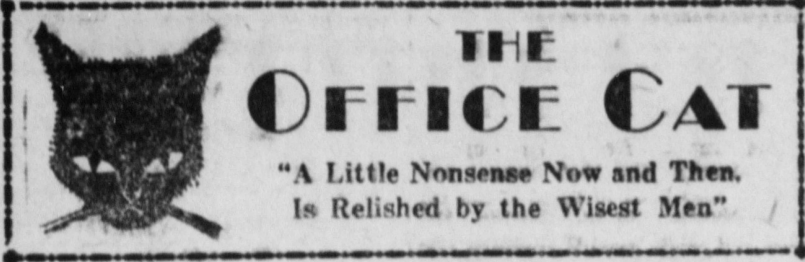 THE
OFFICE CAT
"A Little Nonsense Now and Then,
Is Relished by the Wisest Men"